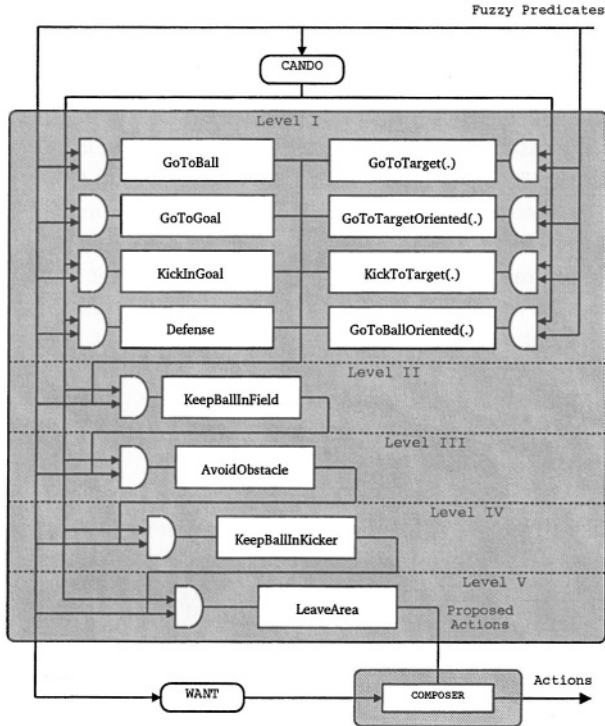 Fuzzy Predicates
CANDO
Level I
GoToBall GoToTarget(.)
GoToGoal GoToTargetOriented(.)
KickInGoal KickToTarget(.)
Defense GoToBallOriented(.)
Level II
KeepBallInField
Level III
AvoidObstacle
Level IV
KeepBallInKicker
Level V
LeaveArea
Proposed
Actions
Actions
WANT
COMPOSER